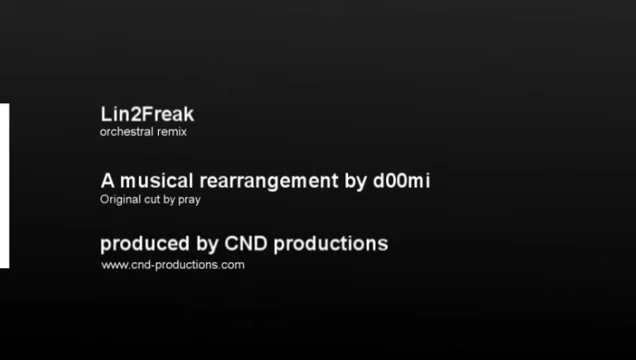 Lin2Freak
orchestral remix
A musical rearrangement by d00mi
Original cut by pray
produced by CND productions
www.cnd-productions.com